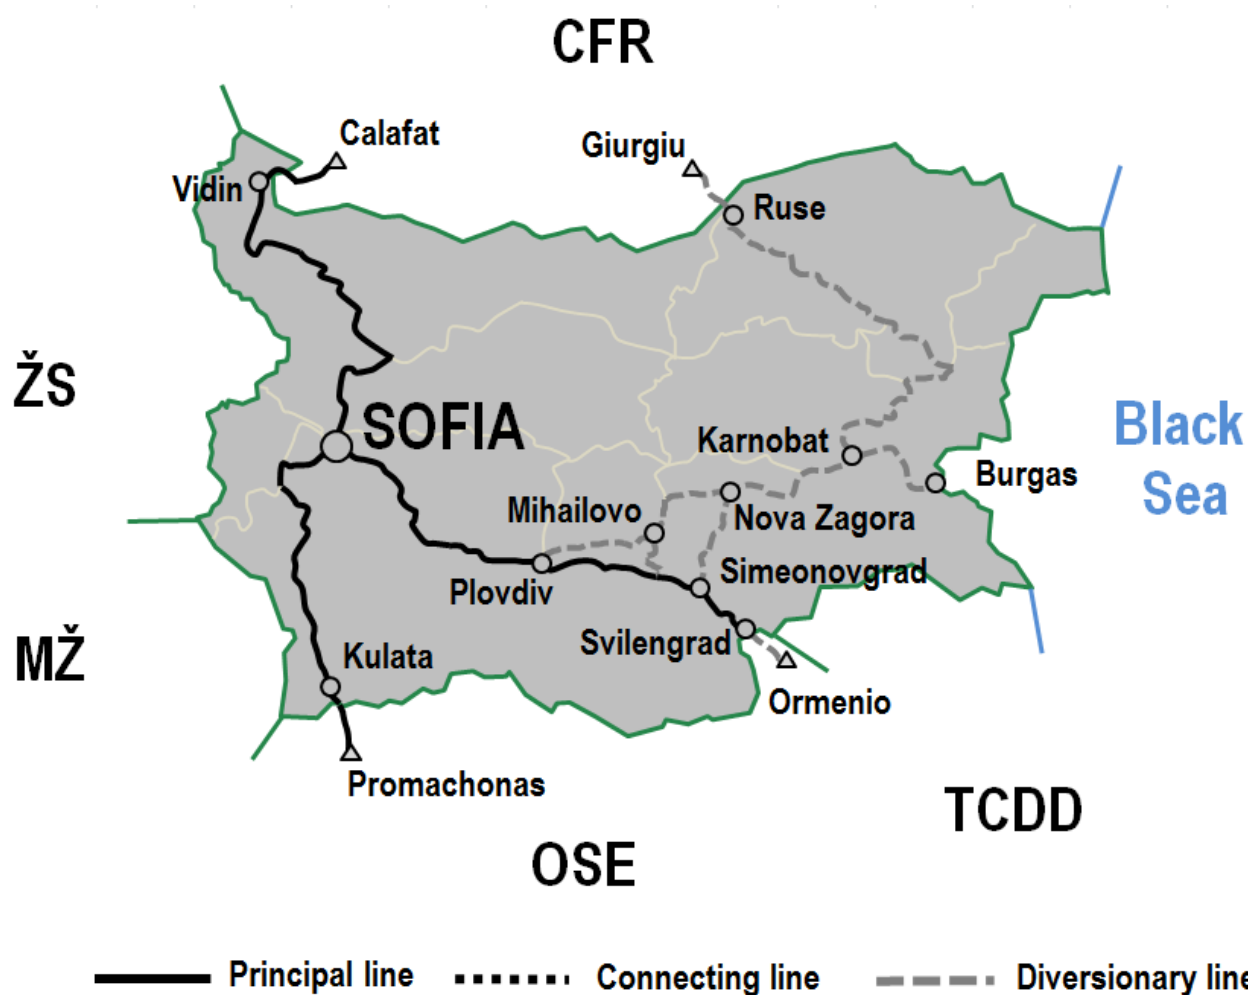 CFR
Calafat
Giurgiu
Vidin
Ruse
ŽS
SOFIA
Black
Sea
Karnobat
Burgas
Mihailovo
Nova Zagora
Plovdiv
Simeonovgrad
MŽ
Kulata
Svilengrad
Ormenio
Promachonas
TCDD
OSE
Principal line
Connecting line
Diversionary line